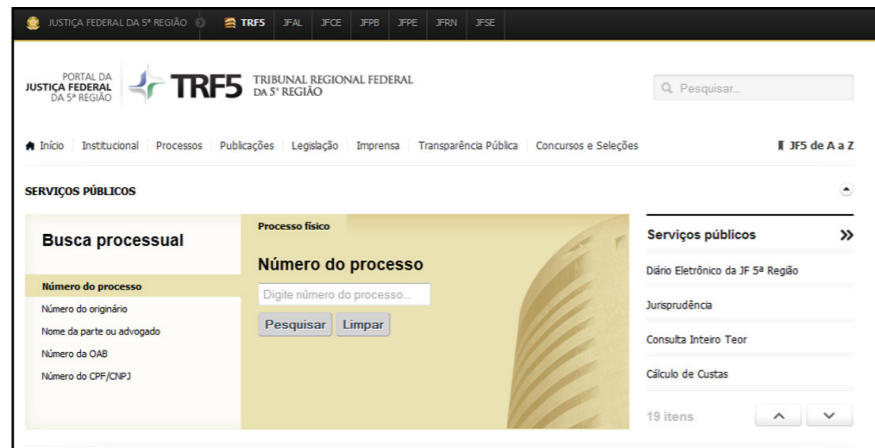 JUSTIÇA FEDERAL DA 5ª REGIÃO TRF5 JFAL JFCE JFPB JFPE JFRN JFSE
PORTAL DA
JUSTIÇA FEDERAL
DA 5ª REGIÃO
TRF5
TRIBUNAL REGIONAL FEDERAL
DA 5ª REGIÃO
Pesquisar...
Início Institucional Processos Publicações Legislação Imprensa Transparência Pública Concursos e Seleções JF5 de A a Z
SERVIÇOS PÚBLICOS
Busca processual
Número do processo
Número do originário
Nome da parte ou advogado
Número da OAB
Número do CPF/CNPJ
Processo físico
Número do processo
Digite número do processo...
Pesquisar Limpar
Serviços públicos
Diário Eletrônico da JF 5ª Região
Jurisprudência
Consulta Inteiro Teor
Cálculo de Custas
19 itens